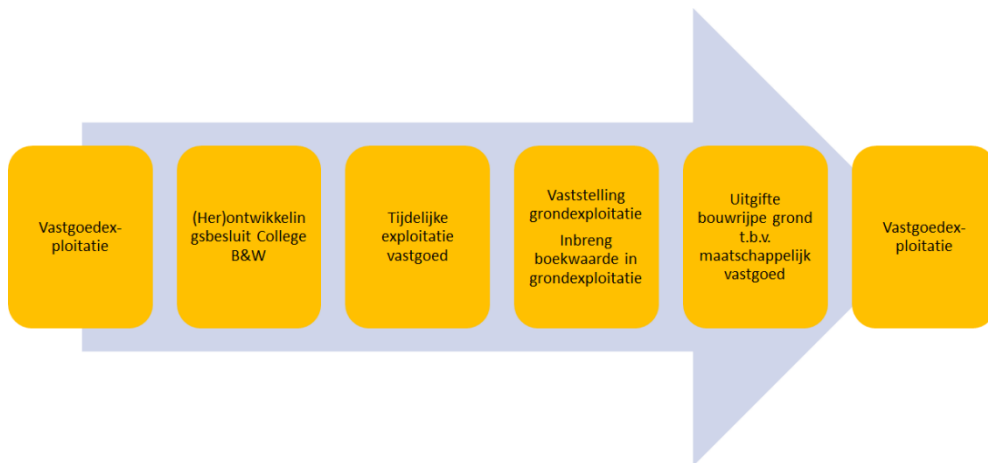 Vastgoedex-
ploitatie
(Her)ontwikkelin
gsbesluit College
B&W
Tijdelijke
exploitatie
vastgoed
Vaststelling
grondexploitatie
Inbreng
boekwaarde in
grondexploitatie
Uitgifte
bouwrijpe grond
t.b.v.
maatschappelijk
vastgoed
Vastgoedex-
ploitatie